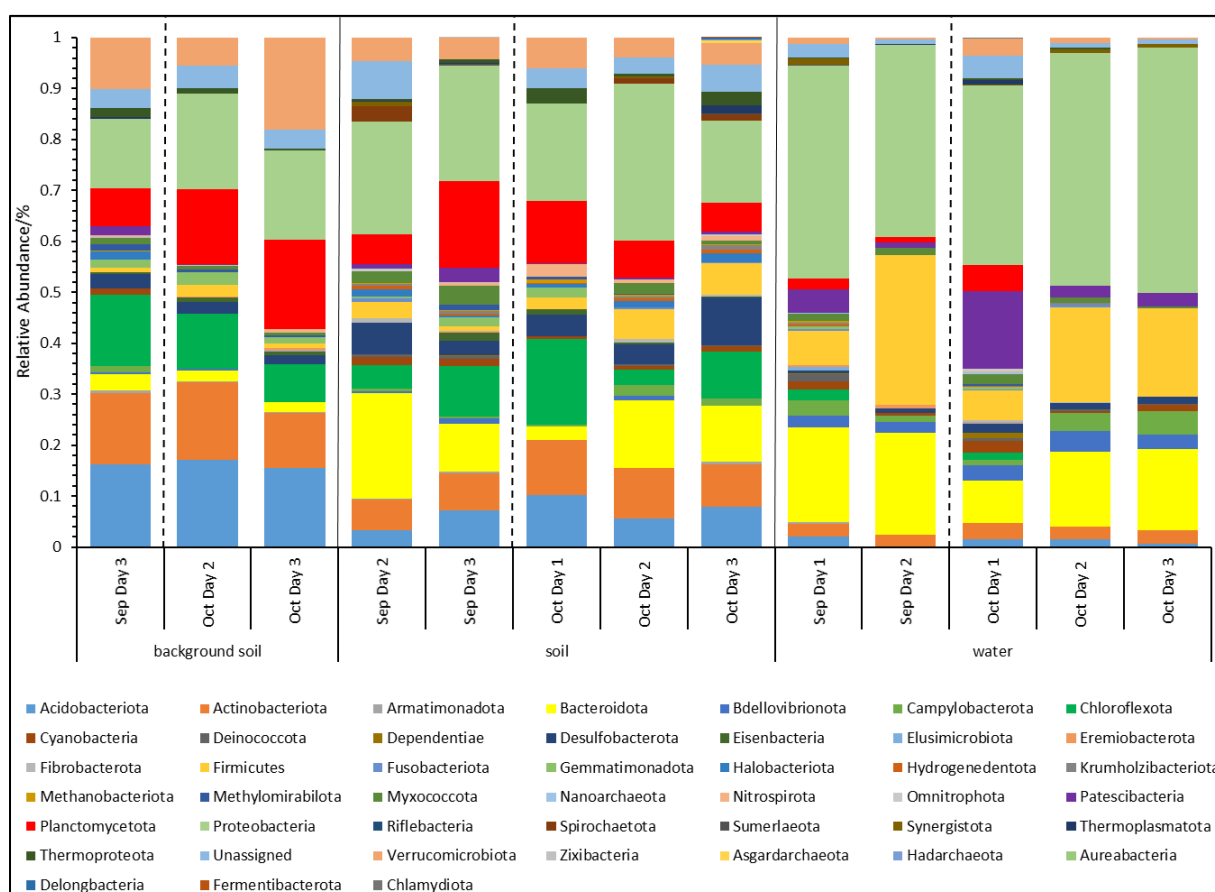 Relative Abundance/%
1
0.9
0.8
0.7
0.6
0.5
0.4
0.3
0.2
0.1
0
Sep Day 3
Oct Day 2
Oct Day 3
Sep Day 2
Sep Day 3
Oct Day 1
Oct Day 2
Oct Day 3
Sep Day 1
Sep Day 2
Oct Day 1
Oct Day 2
Oct Day 3
background soil soil water
Acidobacteriota Actinobacteriota Armatimonadota Bacteroidota Bdellovibrionota Campylobacterota Chloroflexota
Cyanobacteria Deinococcota Dependentiae Desulfobacterota Eisenbacteria Elusimicrobiota Eremiobacterota
Fibrobacterota Firmicutes Fusobacteriota Gemmatimonadota Halobacteriota Hydrogenedentota Krumholzibacteriota
Methanobacteriota Methylomirabilota Myxococcota Nanoarchaeota Nitrospirota Omnitrophota Patescibacteria
Planctomycetota Proteobacteria Riflebacteria Spirochaetota Sumerlaeota Synergistota Thermoplasmatota
Thermoproteota Unassigned Verrucomicrobiota Zixibacteria Asgardarchaeota Hadarchaeota Aureabacteria
Delongbacteria Fermentibacterota Chlamydiota